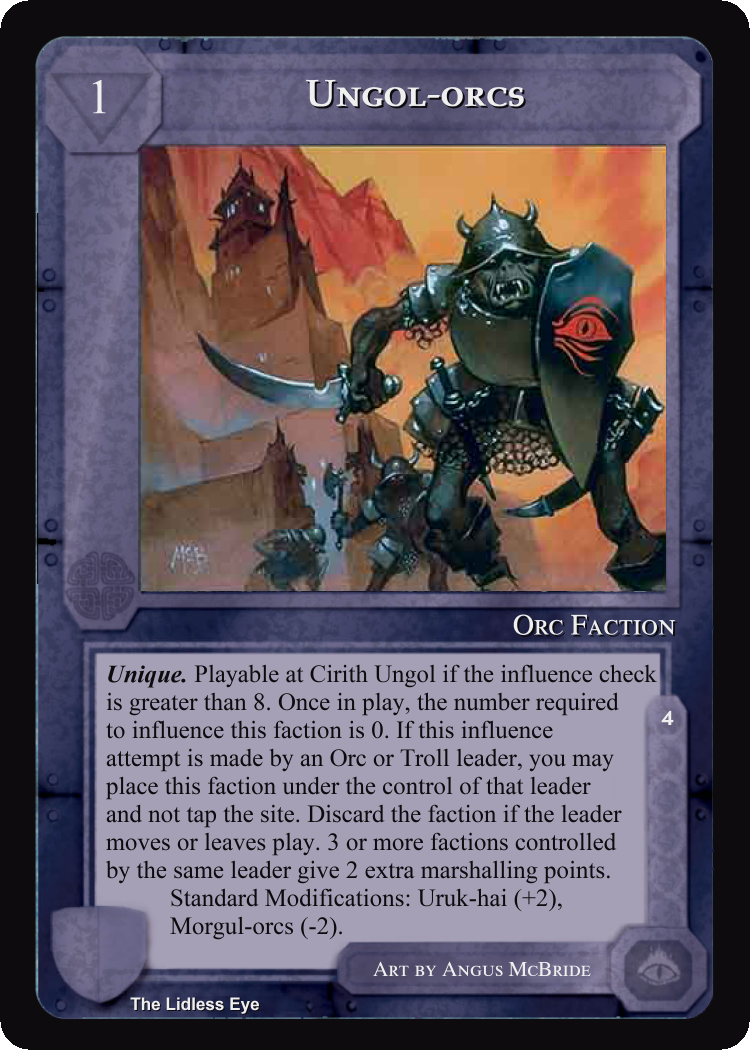 1
Ungol-orcs
McB
Orc Faction
Unique. Playable at Cirith Ungol if the influence check
is greater than 8. Once in play, the number required
to influence this faction is 0. If this influence
attempt is made by an Orc or Troll leader, you may
place this faction under the control of that leader
and not tap the site. Discard the faction if the leader
moves or leaves play. 3 or more factions controlled
by the same leader give 2 extra marshalling points.
Standard Modifications: Uruk-hai (+2),
Morgul-orcs (-2).
4
Art by Angus McBride
The Lidless Eye